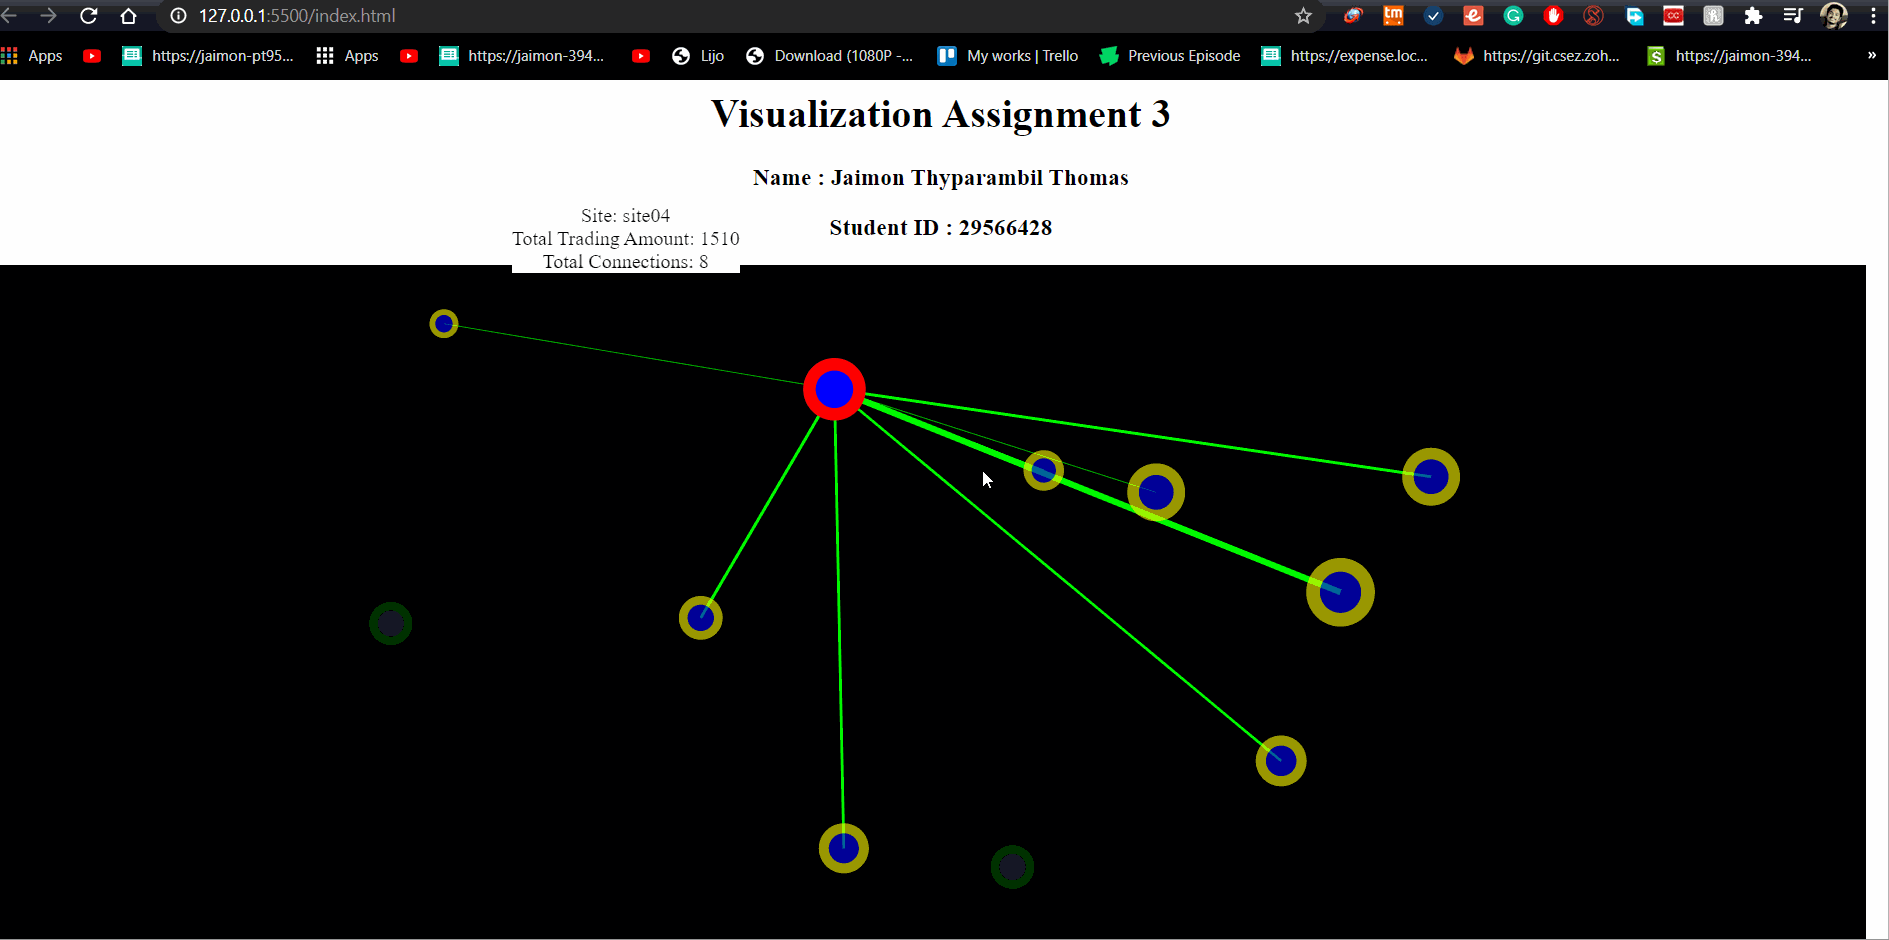 127.0.0.1:5500/index.html
Apps
https://jaimon-pt95...
Apps
https://jaimon-394...
Lijo
Download (1080P -...
My works | Trello
Previous Episode
https://expense.loc...
https://git.csez.zoh...
https://jaimon-394...
»
Visualization Assignment 3
Name : Jaimon Thyparambil Thomas
Student ID : 29566428
Site: site04
Total Trading Amount: 1510
Total Connections: 8